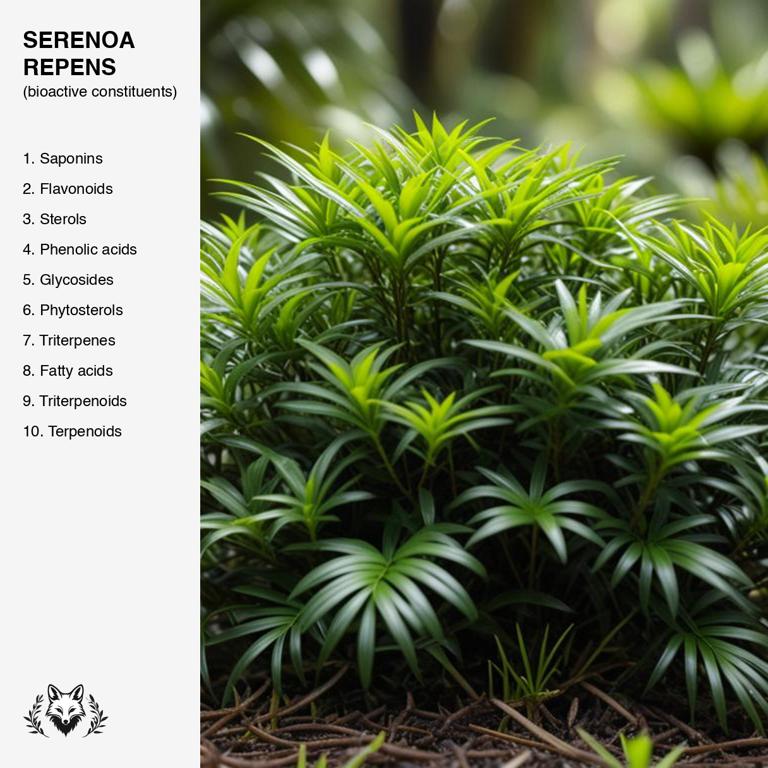 SERENOA
REPENS
(bioactive constituents)
1. Saponins
2. Flavonoids
3. Sterols
4. Phenolic acids
5. Glycosides
6. Phytosterols
7. Triterpenes
8. Fatty acids
9. Triterpenoids
10. Terpenoids